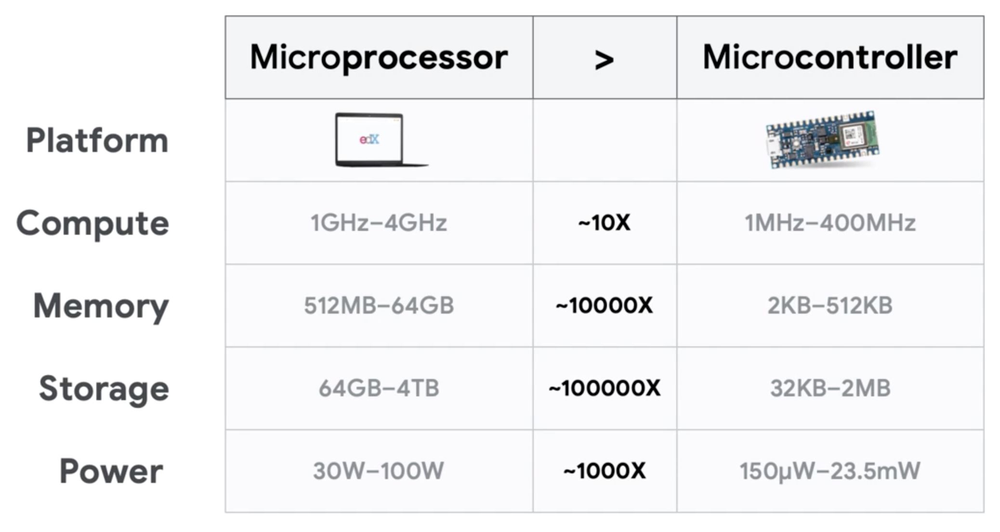 Microprocessor > Microcontroller
Platform edX
Compute 1GHz–4GHz ~10X 1MHz–400MHz
Memory 512MB–64GB ~10000X 2KB–512KB
Storage 64GB–4TB ~100000X 32KB–2MB
Power 30W–100W ~1000X 150µW–23.5mW